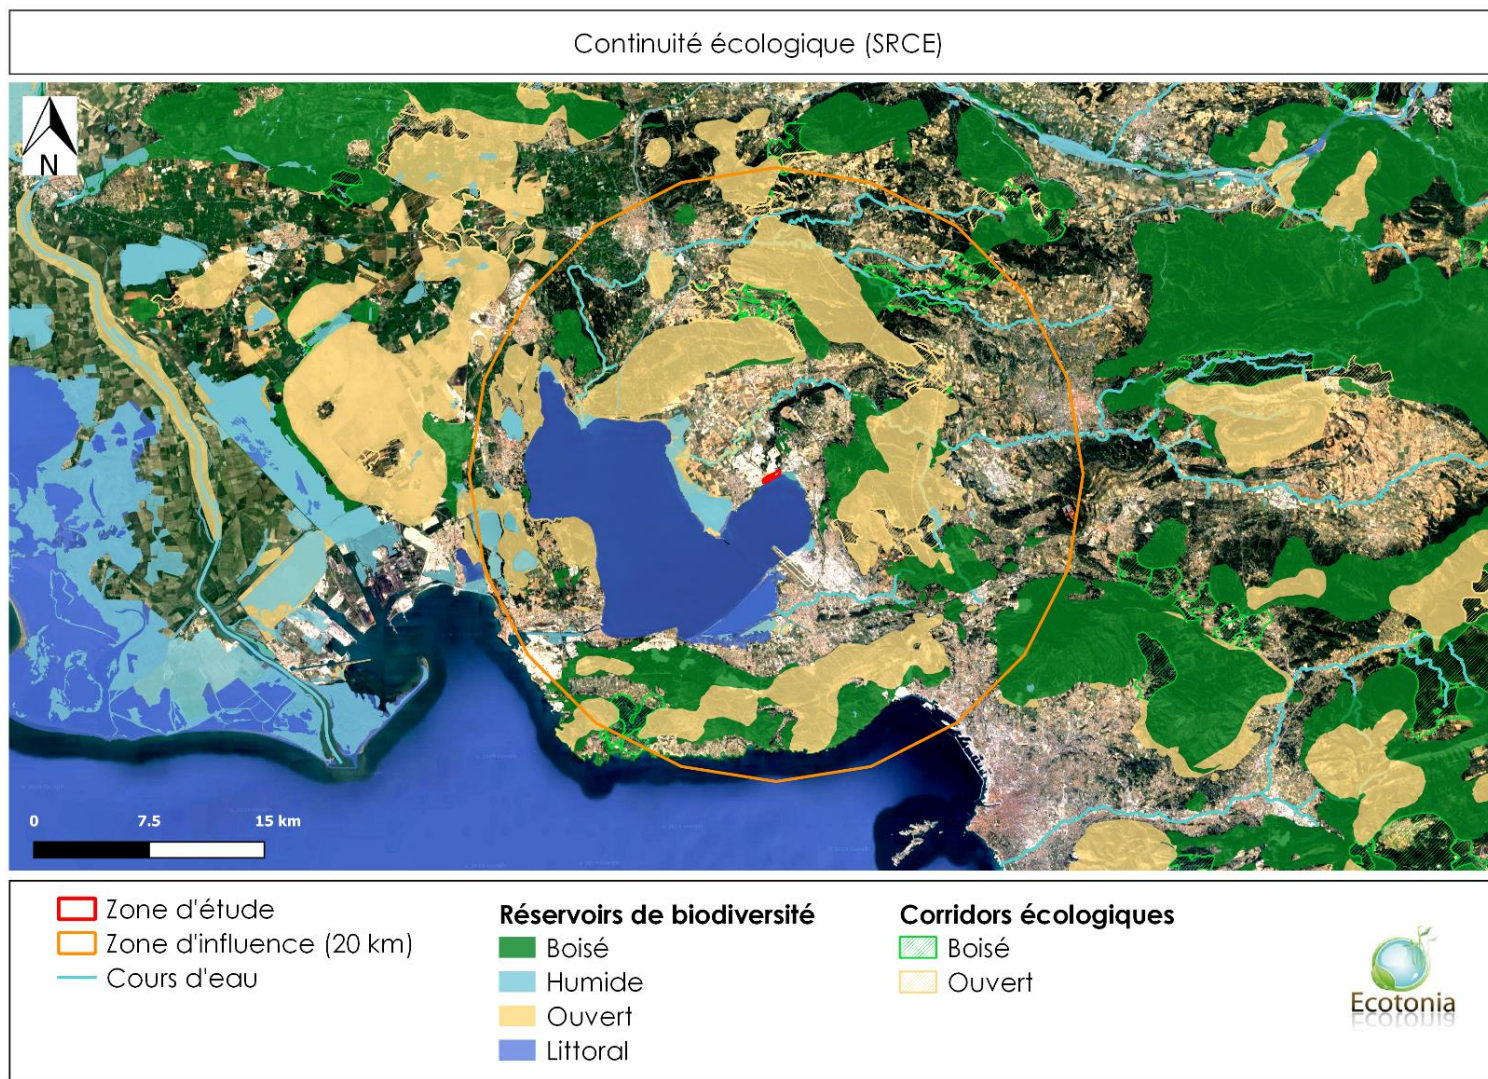 Continuité écologique (SRCE)
N
0 7.5 15 km
Zone d'étude
Zone d'influence (20 km)
Cours d'eau
Réservoirs de biodiversité
Boisé
Humide
Ouvert
Littoral
Corridors écologiques
Boisé
Ouvert
Ecotonia